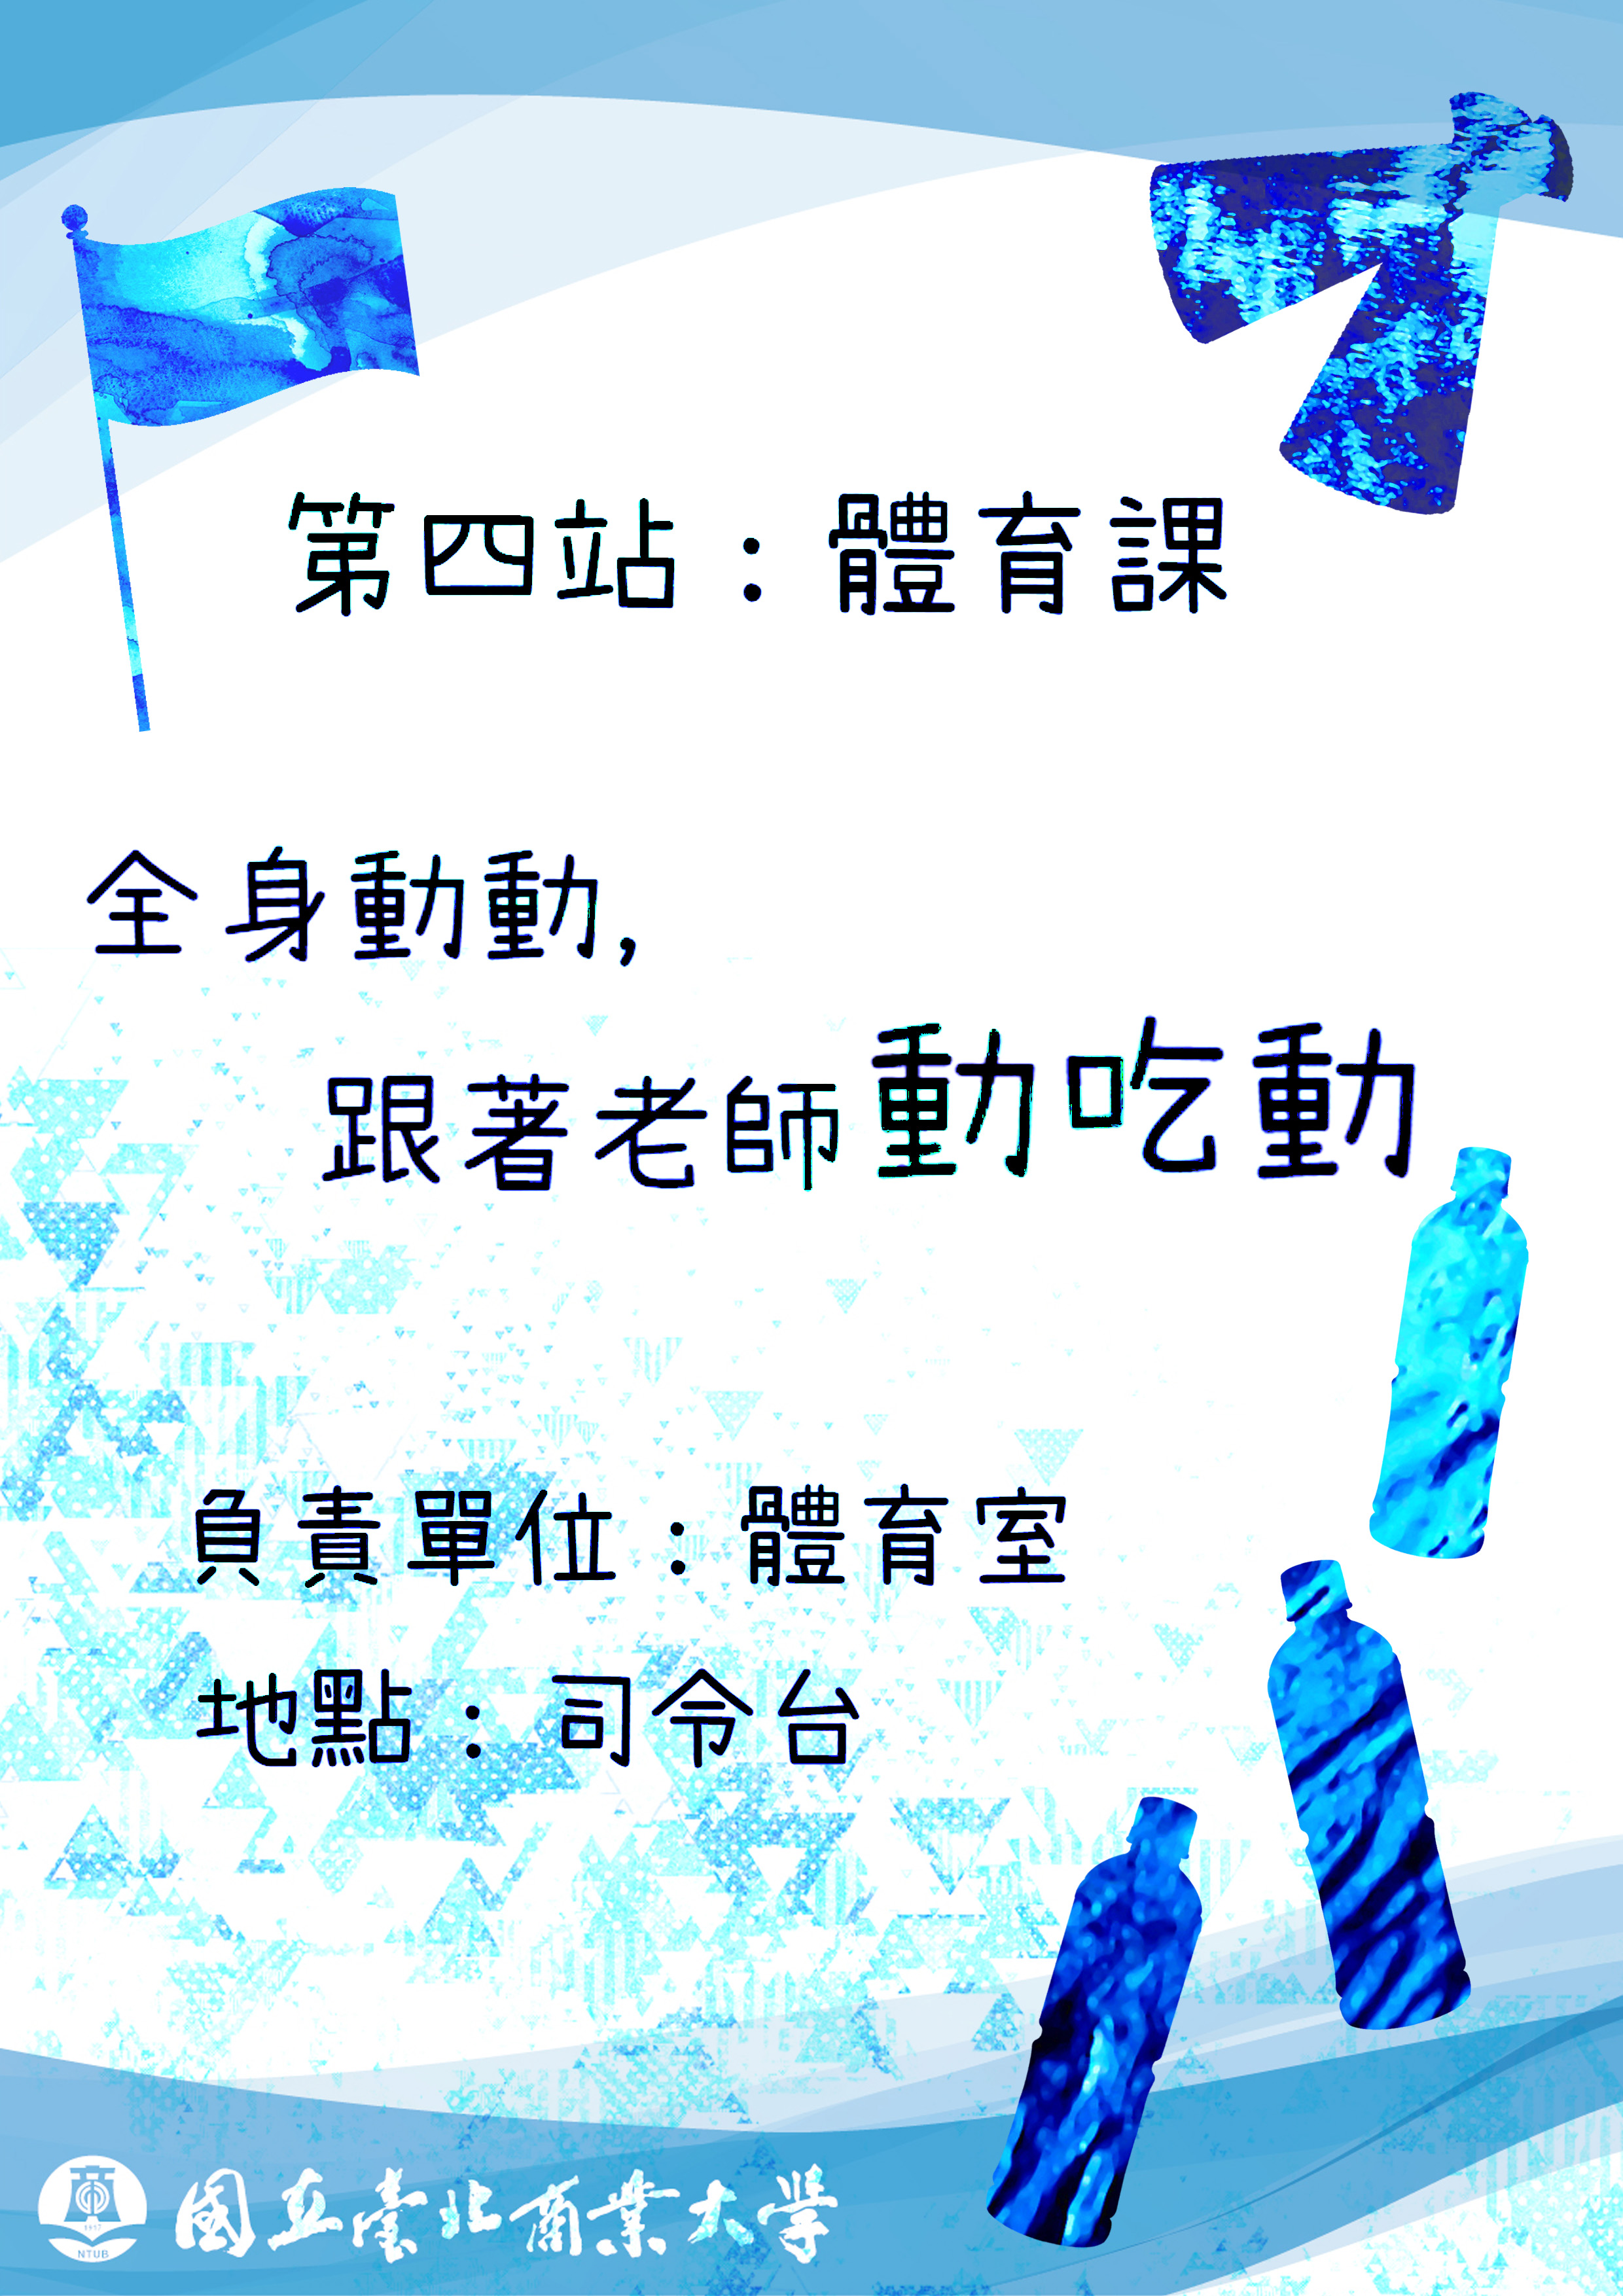 第四站：體育課
全身動動,
跟著老師動吃動
負責單位：體育室
地點：司令台
1917
NTUB
國立臺北商業大學